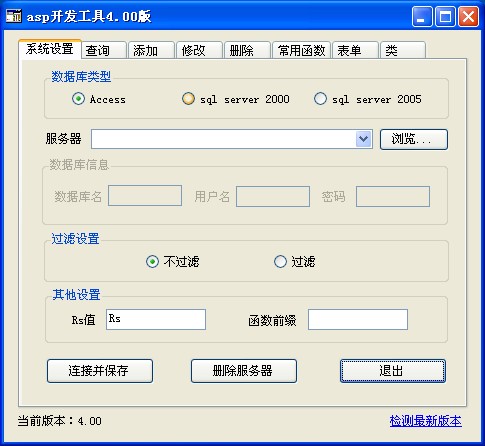 asp开发工具4.00版
系统设置 查询 添加 修改 删除 常用函数 表单 类
数据库类型
Access sql server 2000 sql server 2005
服务器 浏览...
数据库信息
数据库名 用户名 密码
过滤设置
不过滤 过滤
其他设置
Rs值 Rs 函数前缀
连接并保存 删除服务器 退出
当前版本：4.00 检测最新版本